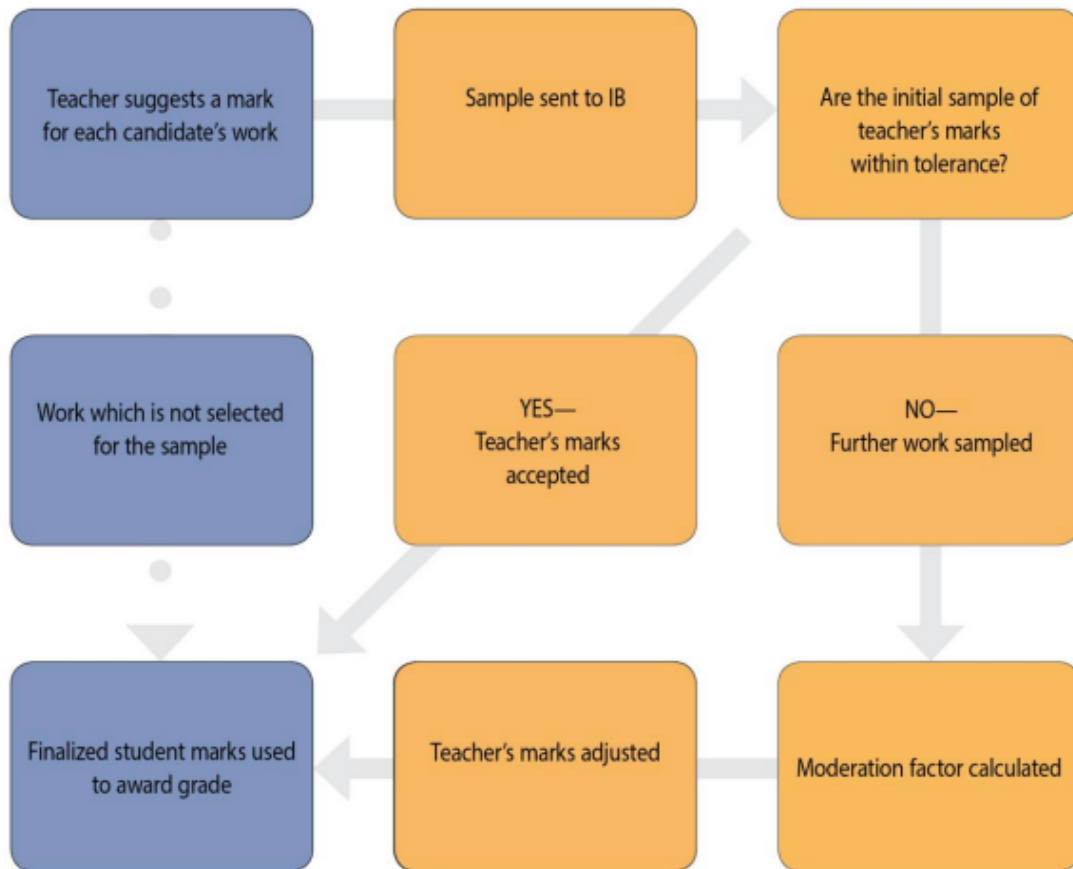 Teacher suggests a mark
for each candidate's work
Sample sent to IB
Are the initial sample of
teacher's marks
within tolerance?
Work which is not selected
for the sample
YES—
Teacher's marks
accepted
NO—
Further work sampled
Finalized student marks used
to award grade
Teacher's marks adjusted
Moderation factor calculated